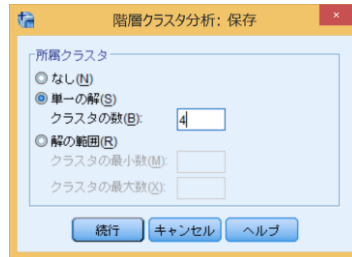 階層クラスタ分析: 保存
所属クラスタ
なし(N)
単一の解(S)
クラスタの数(B): 4
解の範囲(R)
クラスタの最小数(M):
クラスタの最大数(X):
続行 キャンセル ヘルプ